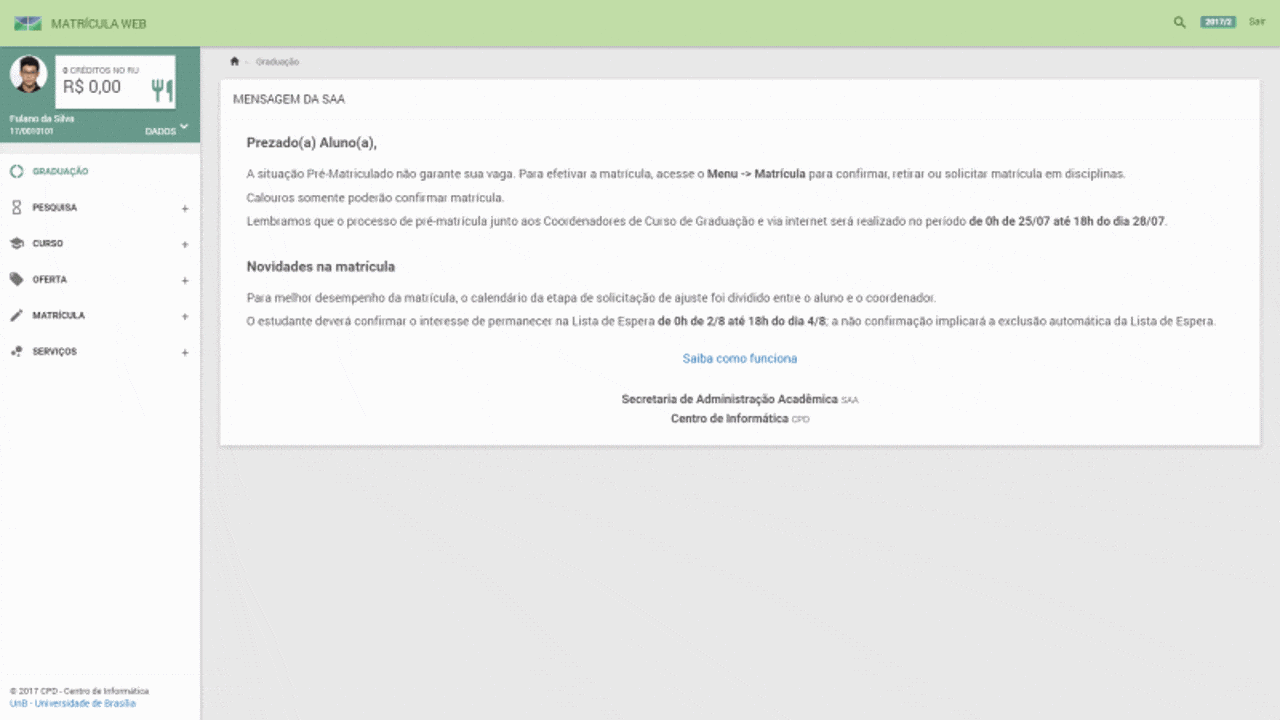 MATRÍCULA WEB
2017/2 Sair
0 CRÉDITOS NO RU
R$ 0,00
Fulano da Silva
17/0010101
DADOS
GRADUAÇÃO
PESQUISA +
CURSO +
OFERTA +
MATRÍCULA +
SERVIÇOS +
© 2017 CPD - Centro de Informática
UnB - Universidade de Brasília
← Graduação
MENSAGEM DA SAA
Prezado(a) Aluno(a),
A situação Pré-Matriculado não garante sua vaga. Para efetivar a matrícula, acesse o Menu -> Matrícula para confirmar, retirar ou solicitar matrícula em disciplinas.
Calouros somente poderão confirmar matrícula.
Lembramos que o processo de pré-matrícula junto aos Coordenadores de Curso de Graduação e via internet será realizado no período de 0h de 25/07 até 18h do dia 28/07.
Novidades na matrícula
Para melhor desempenho da matrícula, o calendário da etapa de solicitação de ajuste foi dividido entre o aluno e o coordenador.
O estudante deverá confirmar o interesse de permanecer na Lista de Espera de 0h de 2/8 até 18h do dia 4/8; a não confirmação implicará a exclusão automática da Lista de Espera.
Saiba como funciona
Secretaria de Administração Acadêmica SAA
Centro de Informática CPD